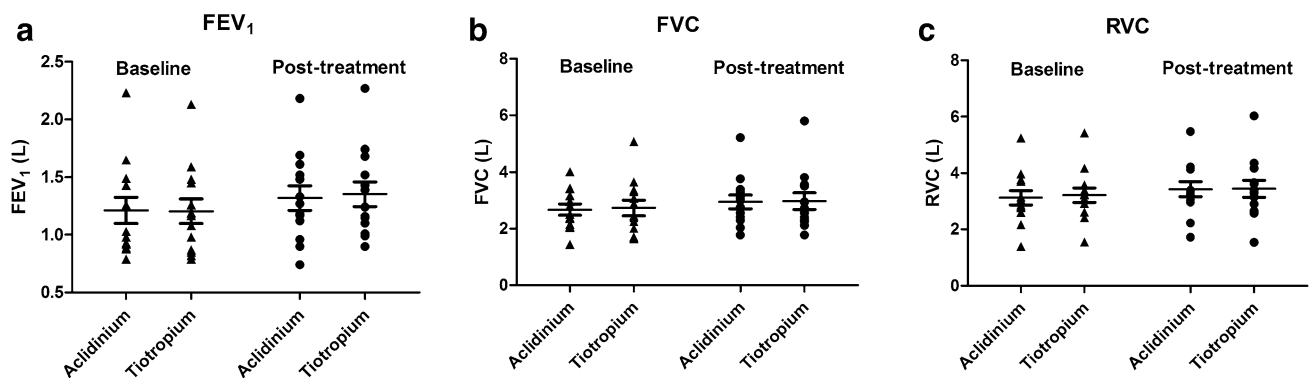 a FEV1
Baseline Post-treatment
FEV1 (L)
2.5
2.0
1.5
1.0
0.5
Aclidinium Tiotropium Aclidinium Tiotropium
b FVC
Baseline Post-treatment
FVC (L)
8
6
4
2
0
Aclidinium Tiotropium Aclidinium Tiotropium
c RVC
Baseline Post-treatment
RVC (L)
8
6
4
2
0
Aclidinium Tiotropium Aclidinium Tiotropium